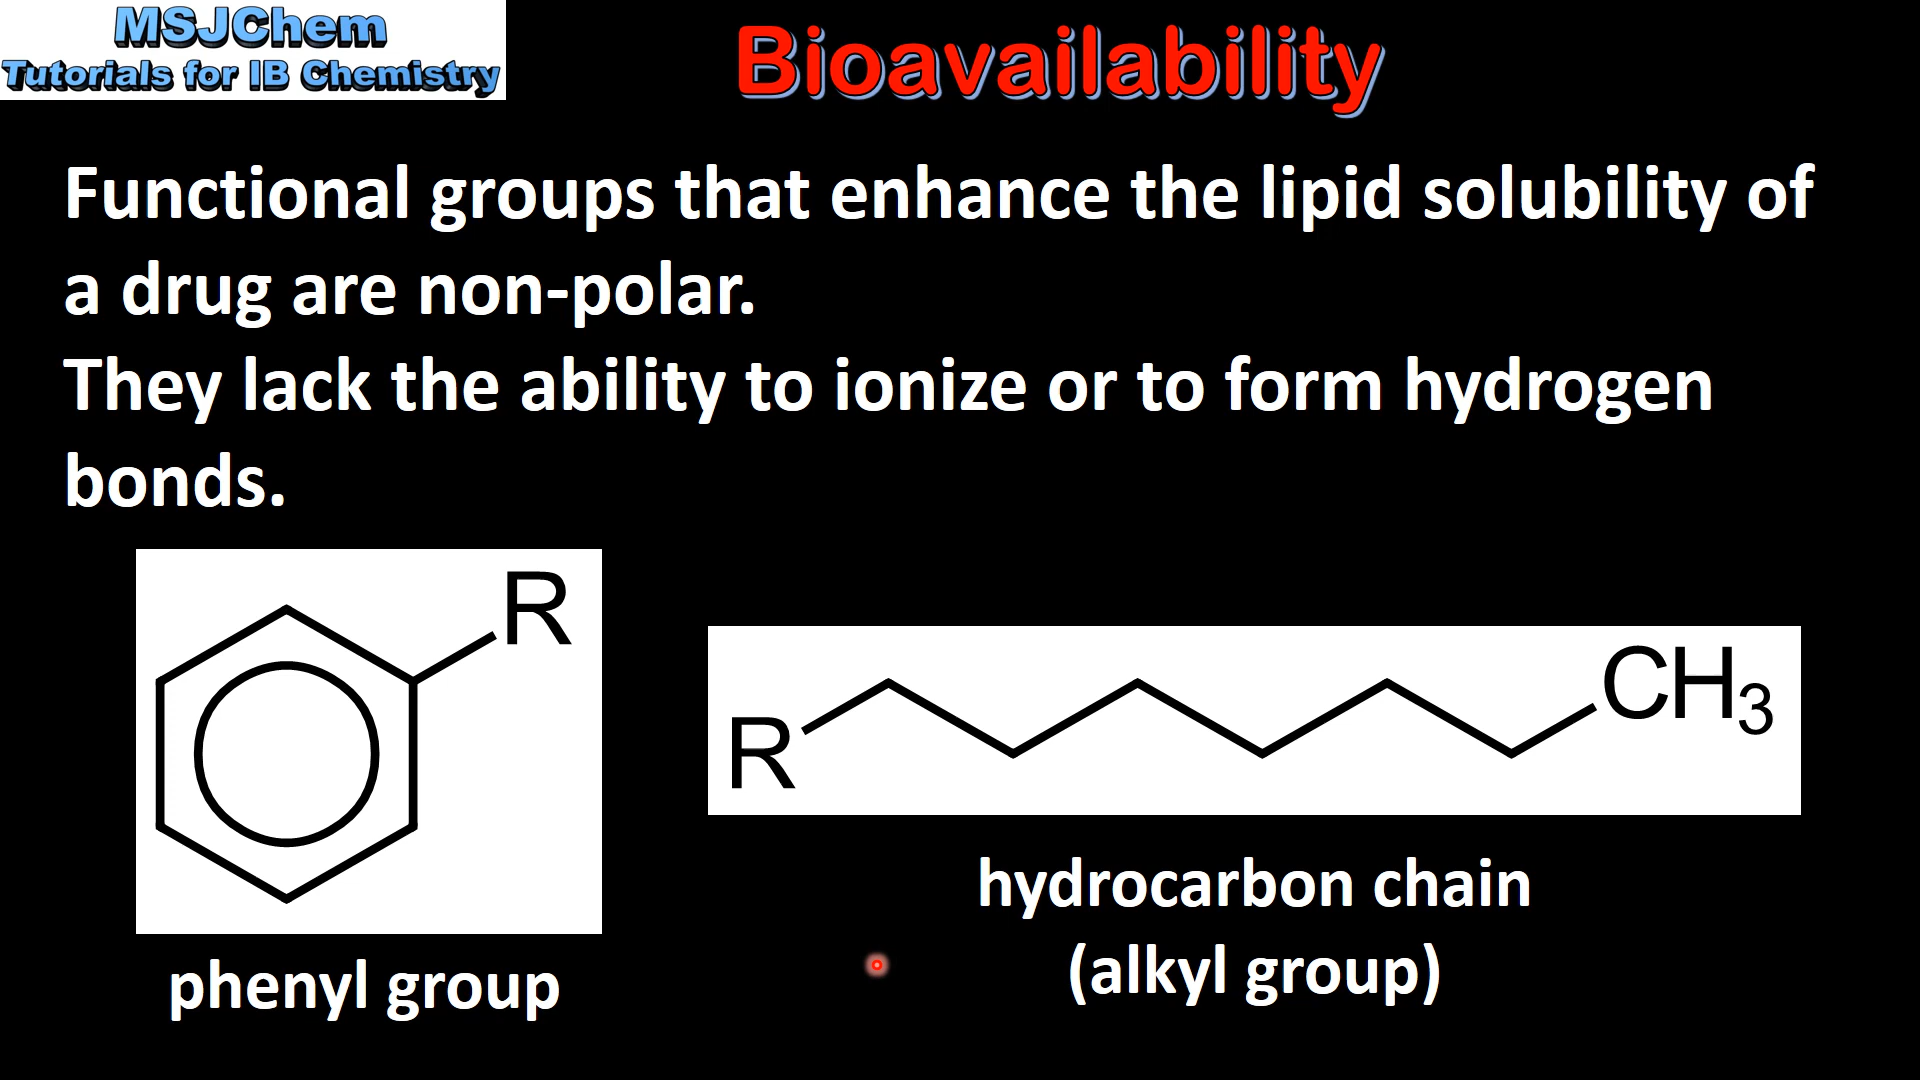 MSJChem
Tutorials for IB Chemistry
Bioavailability
Functional groups that enhance the lipid solubility of
a drug are non-polar.
They lack the ability to ionize or to form hydrogen
bonds.
R
phenyl group
R
CH₃
hydrocarbon chain
(alkyl group)